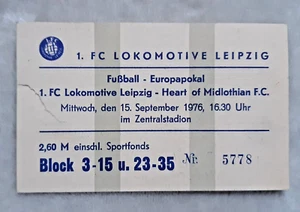 1. FC LOKOMOTIVE LEIPZIG
Fußball - Europapokal
1. FC Lokomotive Leipzig - Heart of Midlothian F.C.
Mittwoch, den 15. September 1976, 16.30 Uhr
im Zentralstadion
2,60 M einschl. Sportfonds
Block 3-15 u. 23-35 Nr. 5778